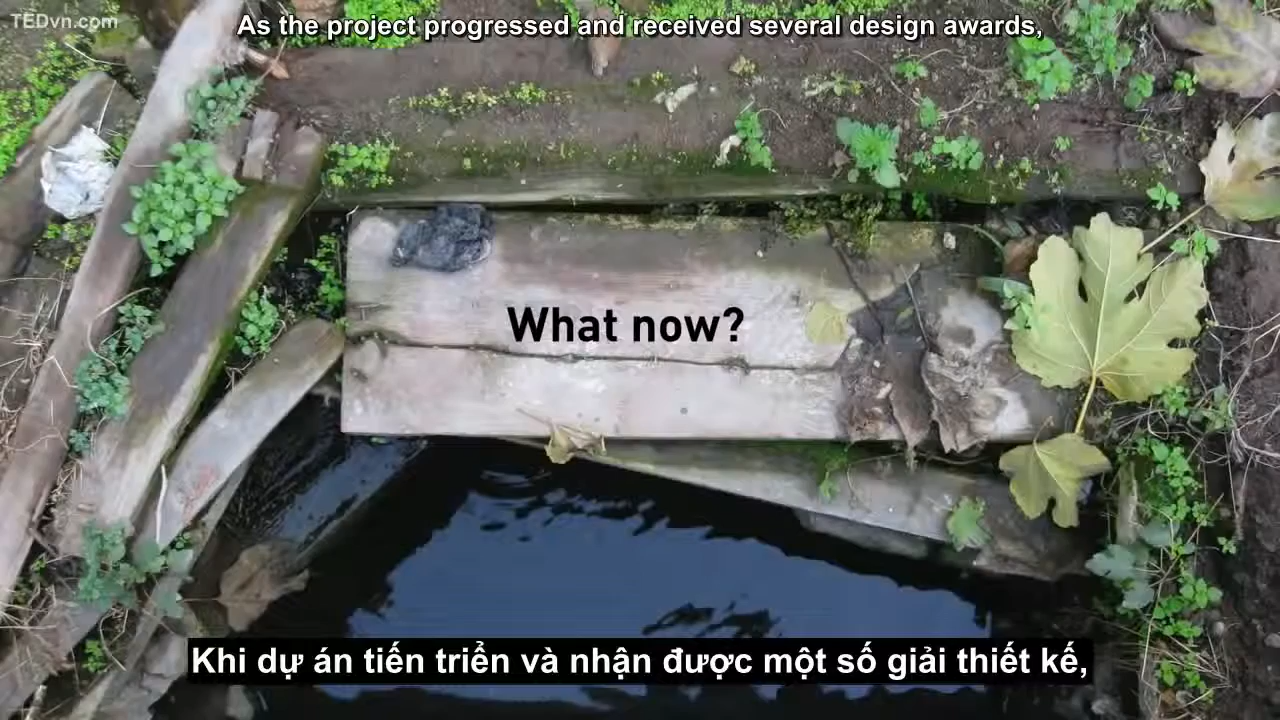 TEDvn.com
As the project progressed and received several design awards,
What now?
Khi dự án tiến triển và nhận được một số giải thiết kế,